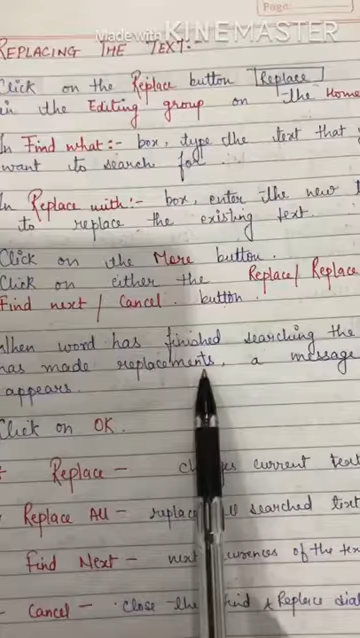 Page:
Made with KINEMASTER
REPLACING THE TEXT:-
Click on the Replace button Replace
in the Editing group on the Home
In Find what:- box, type the text that
want to search for
In Replace with:- box, enter the new
to replace the existing text.
Click on the More button.
Click on either the Replace/ Replace
Find next / Cancel. button.
When word has finished searching the
has made replacements, a message
appears.
Click on OK.
Replace - current text
Replace All - searched text
Find Next - next of the
Cancel - Close the & Replace